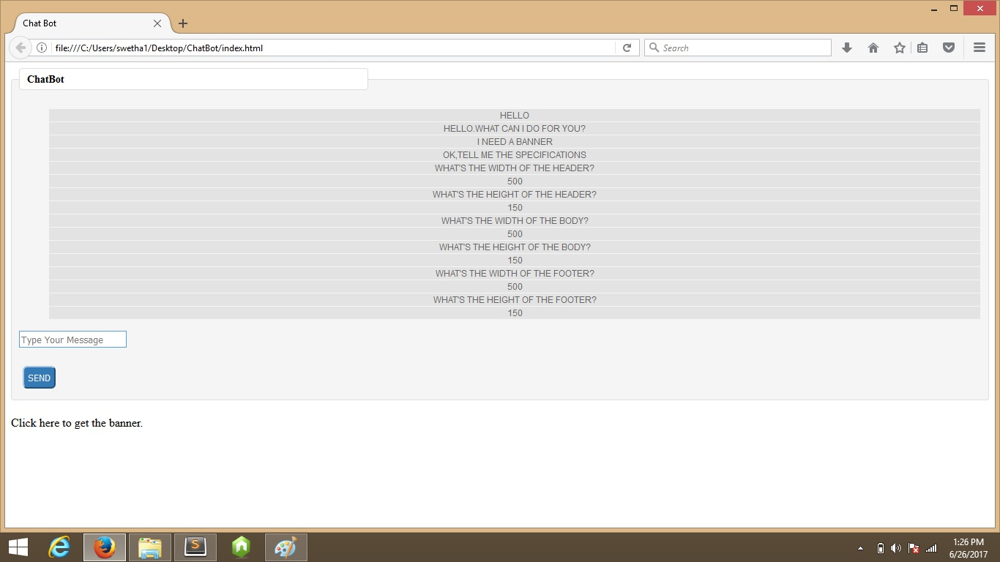 Chat Bot
file:///C:/Users/swetha1/Desktop/ChatBot/index.html
Search
ChatBot
HELLO
HELLO.WHAT CAN I DO FOR YOU?
I NEED A BANNER
OK,TELL ME THE SPECIFICATIONS
WHAT'S THE WIDTH OF THE HEADER?
500
WHAT'S THE HEIGHT OF THE HEADER?
150
WHAT'S THE WIDTH OF THE BODY?
500
WHAT'S THE HEIGHT OF THE BODY?
150
WHAT'S THE WIDTH OF THE FOOTER?
500
WHAT'S THE HEIGHT OF THE FOOTER?
150
Type Your Message
SEND
Click here to get the banner.
1:26 PM
6/26/2017